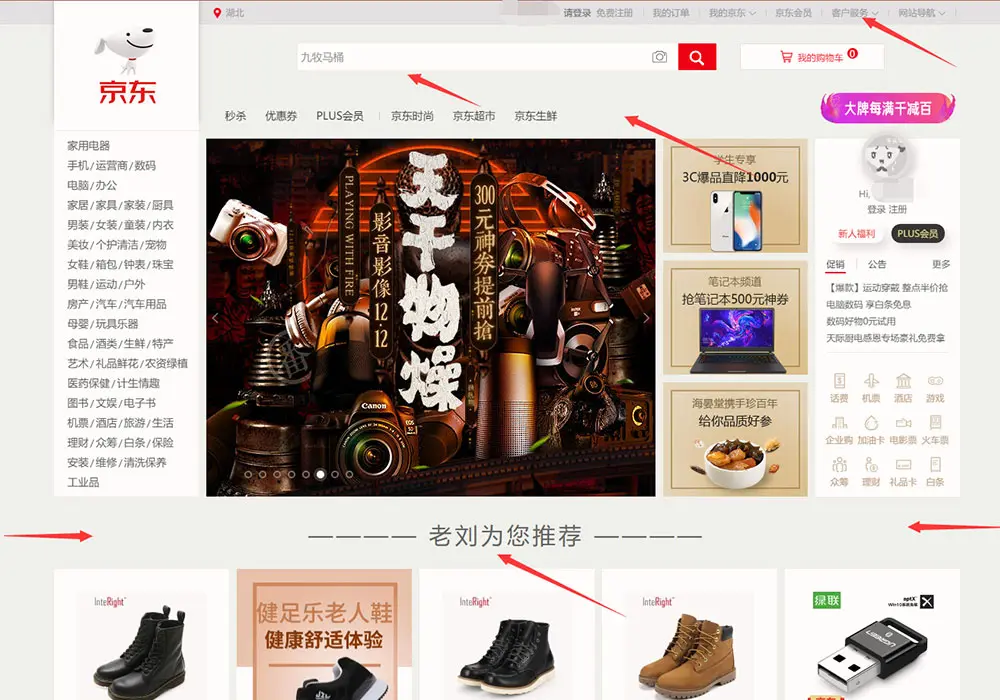 湖北
请登录 免费注册 我的订单 我的京东 京东会员 客户服务 网站导航
京东
九牧马桶
我的购物车 0
秒杀 优惠券 PLUS会员 京东时尚 京东超市 京东生鲜
大牌每满千减百
家用电器
手机/运营商/数码
电脑/办公
家居/家具/家装/厨具
男装/女装/童装/内衣
美妆/个护清洁/宠物
女鞋/箱包/钟表/珠宝
男鞋/运动/户外
房产/汽车/汽车用品
母婴/玩具乐器
食品/酒类/生鲜/特产
艺术/礼品鲜花/农资绿植
医药保健/计生情趣
图书/文娱/电子书
机票/酒店/旅游/生活
理财/众筹/白条/保险
安装/维修/清洗保养
工业品
PLAYING WITH FIRE
影音影像12.12
天干物燥
300元神券提前抢
Canon
学生专享
3C爆品直降1000元
笔记本频道
抢笔记本500元神券
海晏堂携手珍百年
给你品质好参
Hi,
登录 注册
新人福利 PLUS会员
促销 公告 更多
【爆款】运动穿戴 整点半价抢
电脑数码 享白条免息
数码好物0元试用
天际厨电感恩专场豪礼免费拿
话费 机票 酒店 游戏
企业购 加油卡 电影票 火车票
众筹 理财 礼品卡 白条
———— 老刘为您推荐 ————
InteRight
健足乐老人鞋
健康舒适体验
InteRight
InteRight
绿联
aptX
UGREEN